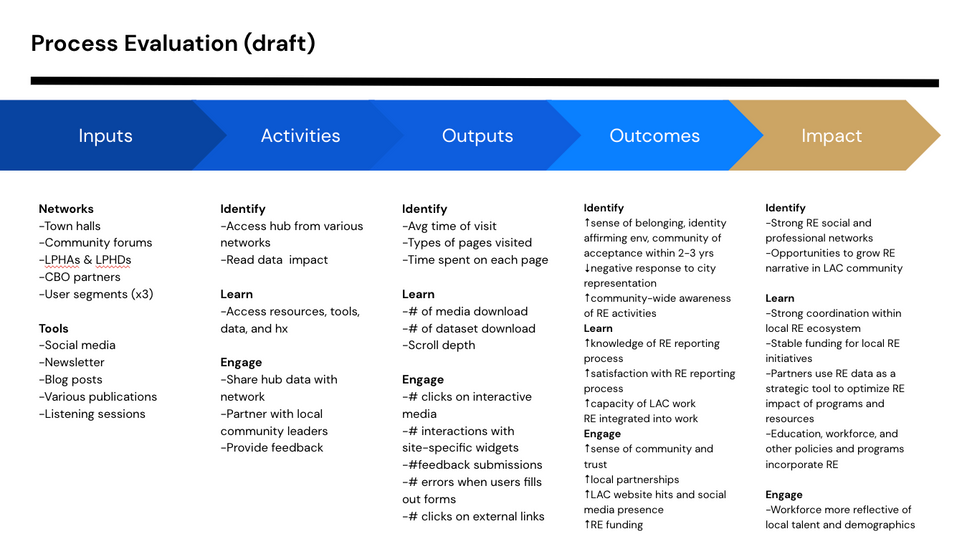 Process Evaluation (draft)
Inputs
Activities
Outputs
Outcomes
Impact
Networks
-Town halls
-Community forums
-LPHAs & LPHDs
-CBO partners
-User segments (x3)
Tools
-Social media
-Newsletter
-Blog posts
-Various publications
-Listening sessions
Identify
-Access hub from various
networks
-Read data  impact
Learn
-Access resources, tools,
data, and hx
Engage
-Share hub data with
network
-Partner with local
community leaders
-Provide feedback
Identify
-Avg time of visit
-Types of pages visited
-Time spent on each page
Learn
-# of media download
-# of dataset download
-Scroll depth
Engage
-# clicks on interactive
media
-# interactions with
site-specific widgets
-#feedback submissions
-# errors when users fills
out forms
-# clicks on external links
Identify
↑sense of belonging, identity
affirming env, community of
acceptance within 2-3 yrs
↓negative response to city
representation
↑community-wide awareness
of RE activities
Learn
↑knowledge of RE reporting
process
↑satisfaction with RE reporting
process
↑capacity of LAC work
RE integrated into work
Engage
↑sense of community and
trust
↑local partnerships
↑LAC website hits and social
media presence
↑RE funding
Identify
-Strong RE social and
professional networks
-Opportunities to grow RE
narrative in LAC community
Learn
-Strong coordination within
local RE ecosystem
-Stable funding for local RE
initiatives
-Partners use RE data as a
strategic tool to optimize RE
impact of programs and
resources
-Education, workforce, and
other policies and programs
incorporate RE
Engage
-Workforce more reflective of
local talent and demographics